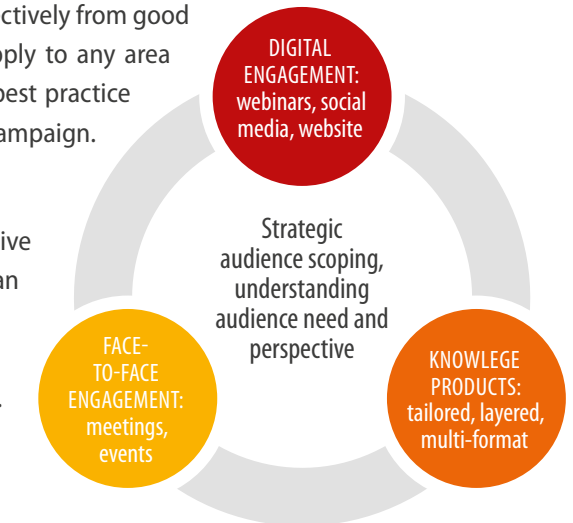 ctively from good
ply to any area
best practice
ampaign.
ive
an
.
DIGITAL
ENGAGEMENT:
webinars, social
media, website
Strategic
audience scoping,
understanding
audience need and
perspective
FACE-
TO-FACE
ENGAGEMENT:
meetings,
events
KNOWLEGE
PRODUCTS:
tailored, layered,
multi-format